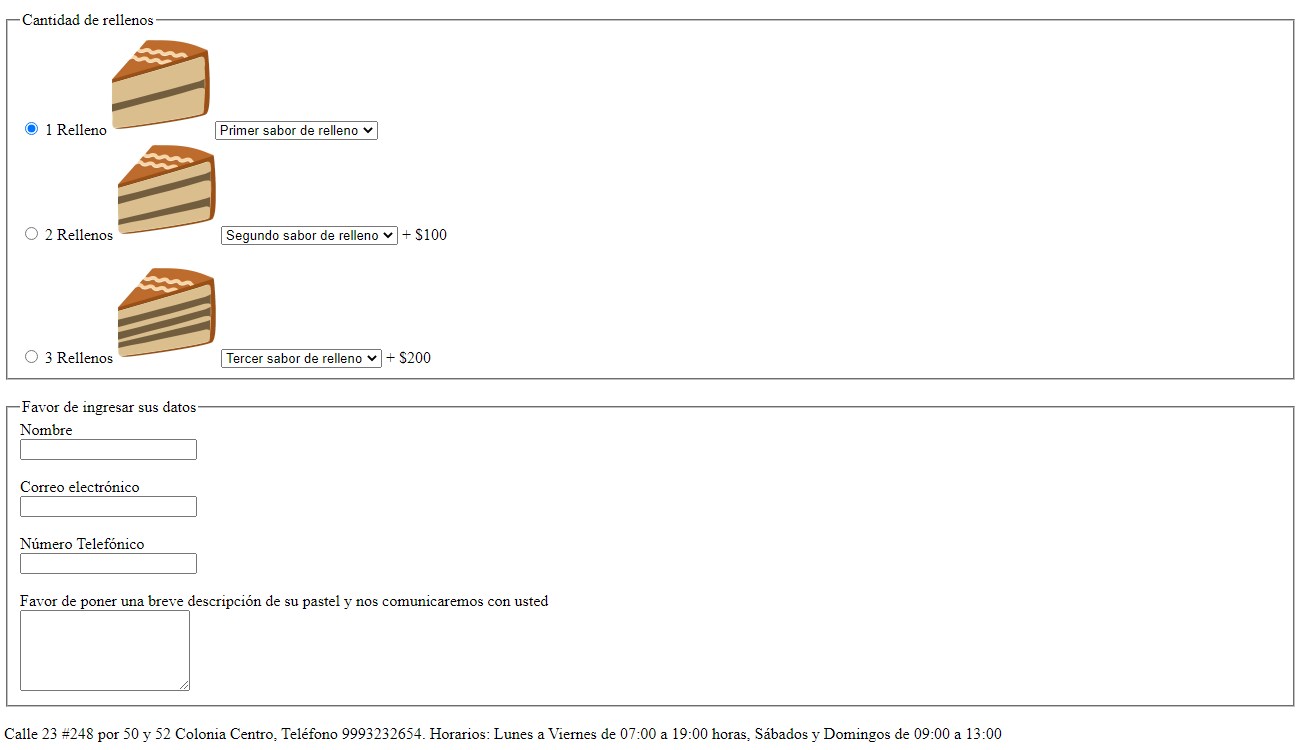 Cantidad de rellenos
1 Relleno Primer sabor de relleno
2 Rellenos Segundo sabor de relleno + $100
3 Rellenos Tercer sabor de relleno + $200
Favor de ingresar sus datos
Nombre
Correo electrónico
Número Telefónico
Favor de poner una breve descripción de su pastel y nos comunicaremos con usted
Calle 23 #248 por 50 y 52 Colonia Centro, Teléfono 9993232654. Horarios: Lunes a Viernes de 07:00 a 19:00 horas, Sábados y Domingos de 09:00 a 13:00